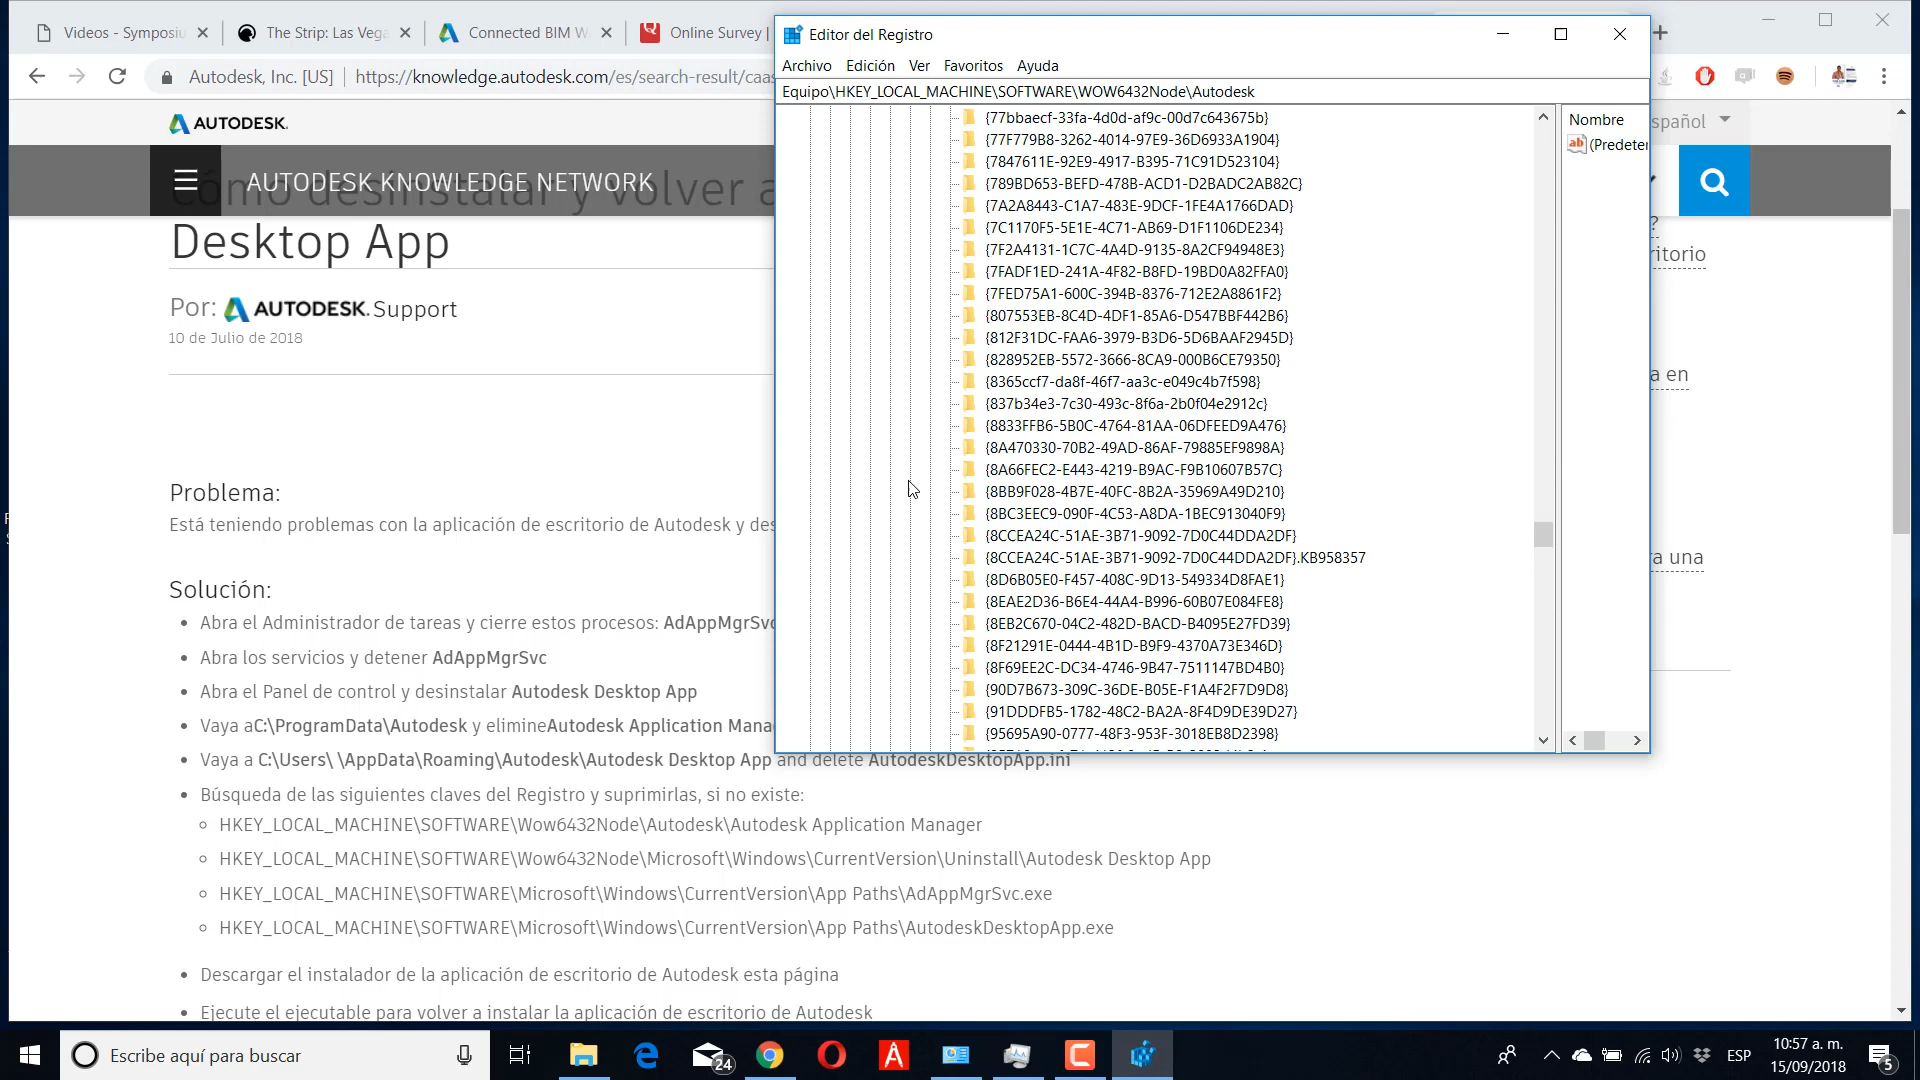 Videos - Symposiu
The Strip: Las Vega
Connected BIM W
Online Survey |
Autodesk, Inc. [US] | https://knowledge.autodesk.com/es/search-result/caas
AUTODESK.
spañol
AUTODESK KNOWLEDGE NETWORK
Cómo desinstalar y volver a
Desktop App
Por: AUTODESK. Support
10 de Julio de 2018
?
ritorio
a en
a una
Problema:
Está teniendo problemas con la aplicación de escritorio de Autodesk y des
Solución:
Abra el Administrador de tareas y cierre estos procesos: AdAppMgrSvc
Abra los servicios y detener AdAppMgrSvc
Abra el Panel de control y desinstalar Autodesk Desktop App
Vaya aC:\ProgramData\Autodesk y elimineAutodesk Application Mana
Vaya a C:\Users\ \AppData\Roaming\Autodesk\Autodesk Desktop App and delete AutodeskDesktopApp.ini
Búsqueda de las siguientes claves del Registro y suprimirlas, si no existe:
HKEY_LOCAL_MACHINE\SOFTWARE\Wow6432Node\Autodesk\Autodesk Application Manager
HKEY_LOCAL_MACHINE\SOFTWARE\Wow6432Node\Microsoft\Windows\CurrentVersion\Uninstall\Autodesk Desktop App
HKEY_LOCAL_MACHINE\SOFTWARE\Microsoft\Windows\CurrentVersion\App Paths\AdAppMgrSvc.exe
HKEY_LOCAL_MACHINE\SOFTWARE\Microsoft\Windows\CurrentVersion\App Paths\AutodeskDesktopApp.exe
Descargar el instalador de la aplicación de escritorio de Autodesk esta página
Ejecute el ejecutable para volver a instalar la aplicación de escritorio de Autodesk
Editor del Registro
Archivo Edición Ver Favoritos Ayuda
Equipo\HKEY_LOCAL_MACHINE\SOFTWARE\WOW6432Node\Autodesk
{77bbaecf-33fa-4d0d-af9c-00d7c643675b}
{77F779B8-3262-4014-97E9-36D6933A1904}
{7847611E-92E9-4917-B395-71C91D523104}
{789BD653-BEFD-478B-ACD1-D2BADC2AB82C}
{7A2A8443-C1A7-483E-9DCF-1FE4A1766DAD}
{7C1170F5-5E1E-4C71-AB69-D1F1106DE234}
{7F2A4131-1C7C-4A4D-9135-8A2CF94948E3}
{7FADF1ED-241A-4F82-B8FD-19BD0A82FFA0}
{7FED75A1-600C-394B-8376-712E2A8861F2}
{807553EB-8C4D-4DF1-85A6-D547BBF442B6}
{812F31DC-FAA6-3979-B3D6-5D6BAAF2945D}
{828952EB-5572-3666-8CA9-000B6CE79350}
{8365ccf7-da8f-46f7-aa3c-e049c4b7f598}
{837b34e3-7c30-493c-8f6a-2b0f04e2912c}
{8833FFB6-5B0C-4764-81AA-06DFEED9A476}
{8A470330-70B2-49AD-86AF-79885EF9898A}
{8A66FEC2-E443-4219-B9AC-F9B10607B57C}
{8BB9F028-4B7E-40FC-8B2A-35969A49D210}
{8BC3EEC9-090F-4C53-A8DA-1BEC913040F9}
{8CCEA24C-51AE-3B71-9092-7D0C44DDA2DF}
{8CCEA24C-51AE-3B71-9092-7D0C44DDA2DF}.KB958357
{8D6B05E0-F457-408C-9D13-549334D8FAE1}
{8EAE2D36-B6E4-44A4-B996-60B07E084FE8}
{8EB2C670-04C2-482D-BACD-B4095E27FD39}
{8F21291E-0444-4B1D-B9F9-4370A73E346D}
{8F69EE2C-DC34-4746-9B47-7511147BD4B0}
{90D7B673-309C-36DE-B05E-F1A4F2F7D9D8}
{91DDDFB5-1782-48C2-BA2A-8F4D9DE39D27}
{95695A90-0777-48F3-953F-3018EB8D2398}
Nombre
ab (Predeter
Escribe aquí para buscar
24
ESP
10:57 a. m.
15/09/2018
5